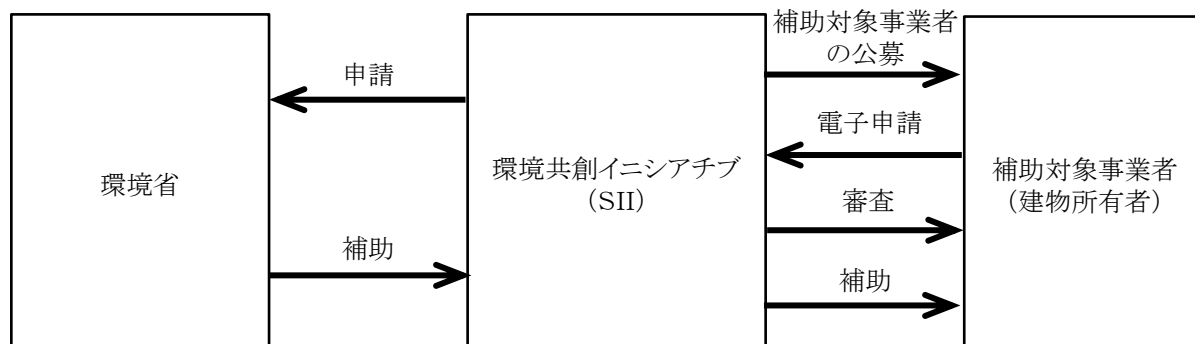 環境省
申請
補助
環境共創イニシアチブ
（SII）
補助対象事業者
の公募
電子申請
審査
補助
補助対象事業者
（建物所有者）